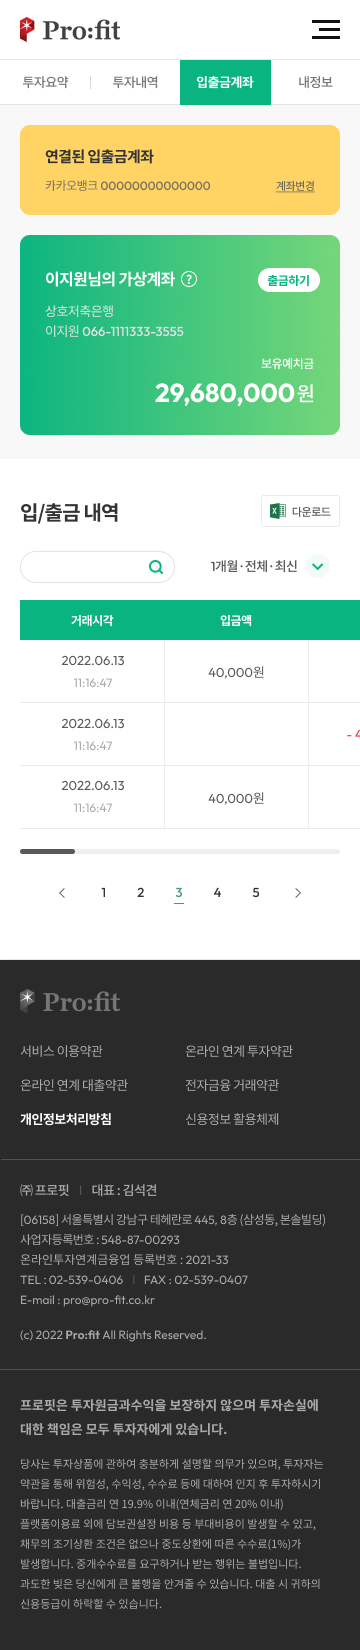 Pro:fit
투자요약 투자내역 입출금계좌 내정보
연결된 입출금계좌
카카오뱅크 00000000000000 계좌변경
이지원님의 가상계좌 ? 출금하기
상호저축은행
이지원 066-1111333-3555
보유예치금
29,680,000원
입/출금 내역 다운로드
1개월·전체·최신
거래시각 입금액
2022.06.13
11:16:47
40,000원
2022.06.13
11:16:47
- 4
2022.06.13
11:16:47
40,000원
1 2 3 4 5
Pro:fit
서비스 이용약관 온라인 연계 투자약관
온라인 연계 대출약관 전자금융 거래약관
개인정보처리방침 신용정보 활용체제
㈜ 프로핏 | 대표 : 김석견
[06158] 서울특별시 강남구 테헤란로 445, 8층 (삼성동, 본솔빌딩)
사업자등록번호 : 548-87-00293
온라인투자연계금융업 등록번호 : 2021-33
TEL : 02-539-0406 | FAX : 02-539-0407
E-mail : pro@pro-fit.co.kr
(c) 2022 Pro:fit All Rights Reserved.
프로핏은 투자원금과수익을 보장하지 않으며 투자손실에
대한 책임은 모두 투자자에게 있습니다.
당사는 투자상품에 관하여 충분하게 설명할 의무가 있으며, 투자자는
약관을 통해 위험성, 수익성, 수수료 등에 대하여 인지 후 투자하시기
바랍니다. 대출금리 연 19.9% 이내(연체금리 연 20% 이내)
플랫폼이용료 외에 담보권설정 비용 등 부대비용이 발생할 수 있고,
채무의 조기상환 조건은 없으나 중도상환에 따른 수수료(1%)가
발생합니다. 중개수수료를 요구하거나 받는 행위는 불법입니다.
과도한 빚은 당신에게 큰 불행을 안겨줄 수 있습니다. 대출 시 귀하의
신용등급이 하락할 수 있습니다.